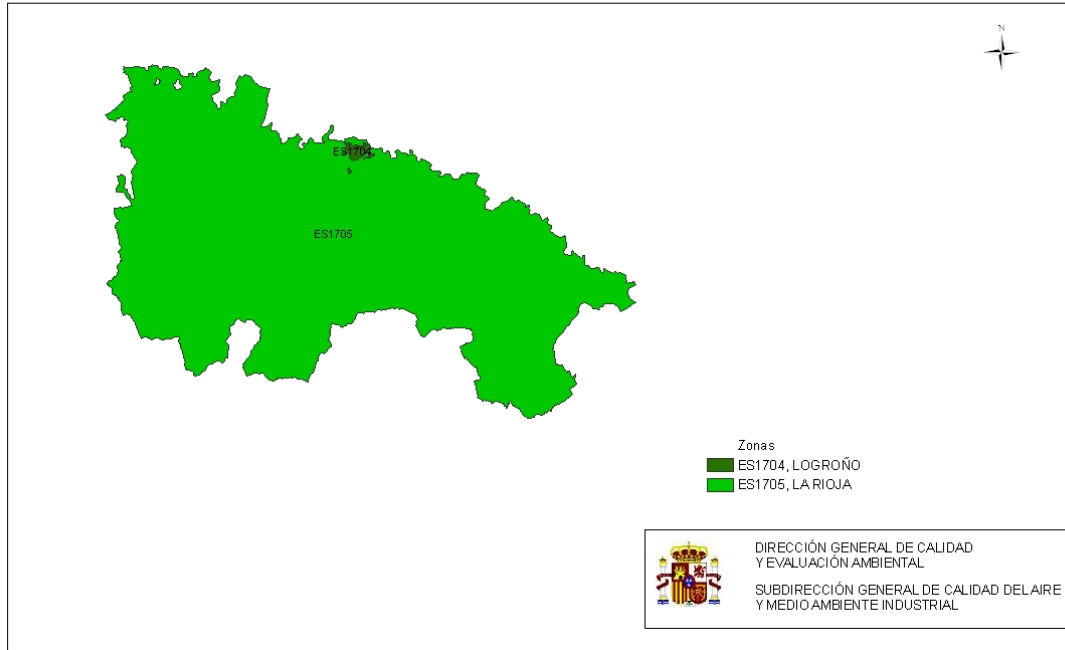 N
ES1704
ES1705
Zonas
ES1704, LOGROÑO
ES1705, LA RIOJA
DIRECCIÓN GENERAL DE CALIDAD
Y EVALUACIÓN AMBIENTAL
SUBDIRECCIÓN GENERAL DE CALIDAD DEL AIRE
Y MEDIO AMBIENTE INDUSTRIAL